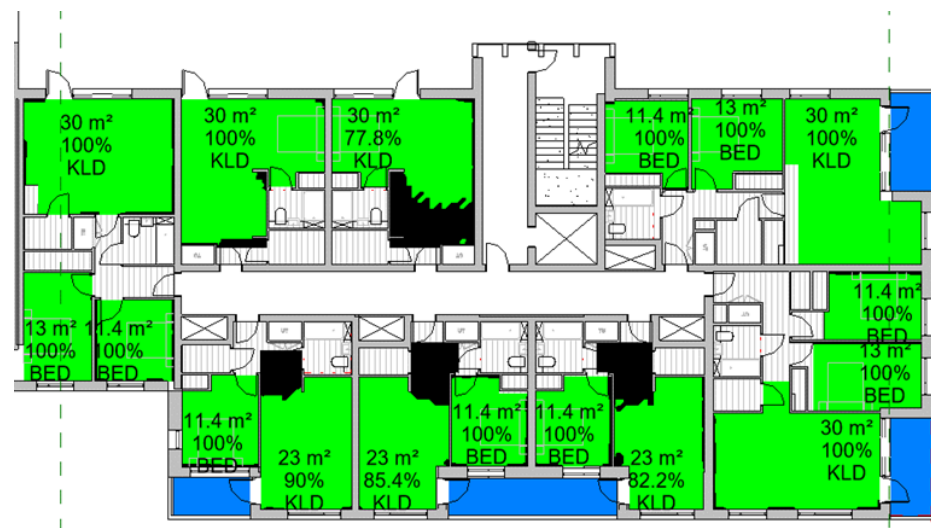 30 m²
100%
KLD
30 m²
100%
KLD
30 m²
77.8%
KLD
11.4 m²
100%
BED
13 m²
100%
BED
30 m²
100%
KLD
13 m²
100%
BED
11.4 m²
100%
BED
11.4 m²
100%
BED
13 m²
100%
BED
11.4 m²
100%
BED
23 m²
90%
KLD
23 m²
85.4%
KLD
11.4 m²
100%
BED
11.4 m²
100%
BED
23 m²
82.2%
KLD
30 m²
100%
KLD